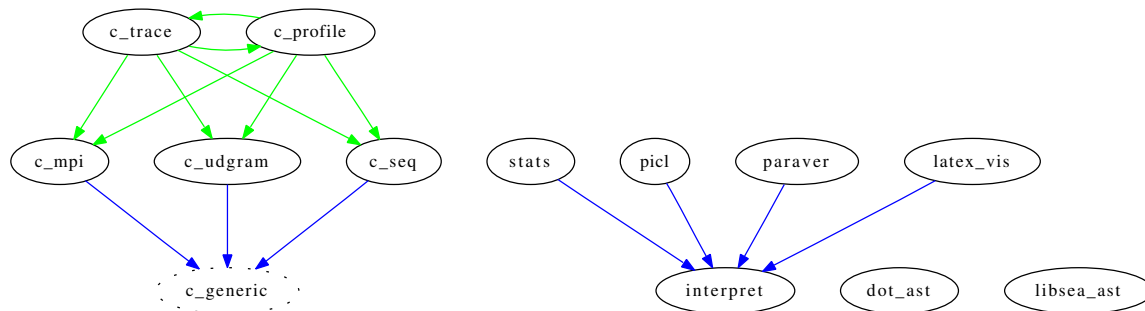 c_trace c_profile
c_mpi c_udgram c_seq stats picl paraver latex_vis
c_generic interpret dot_ast libsea_ast